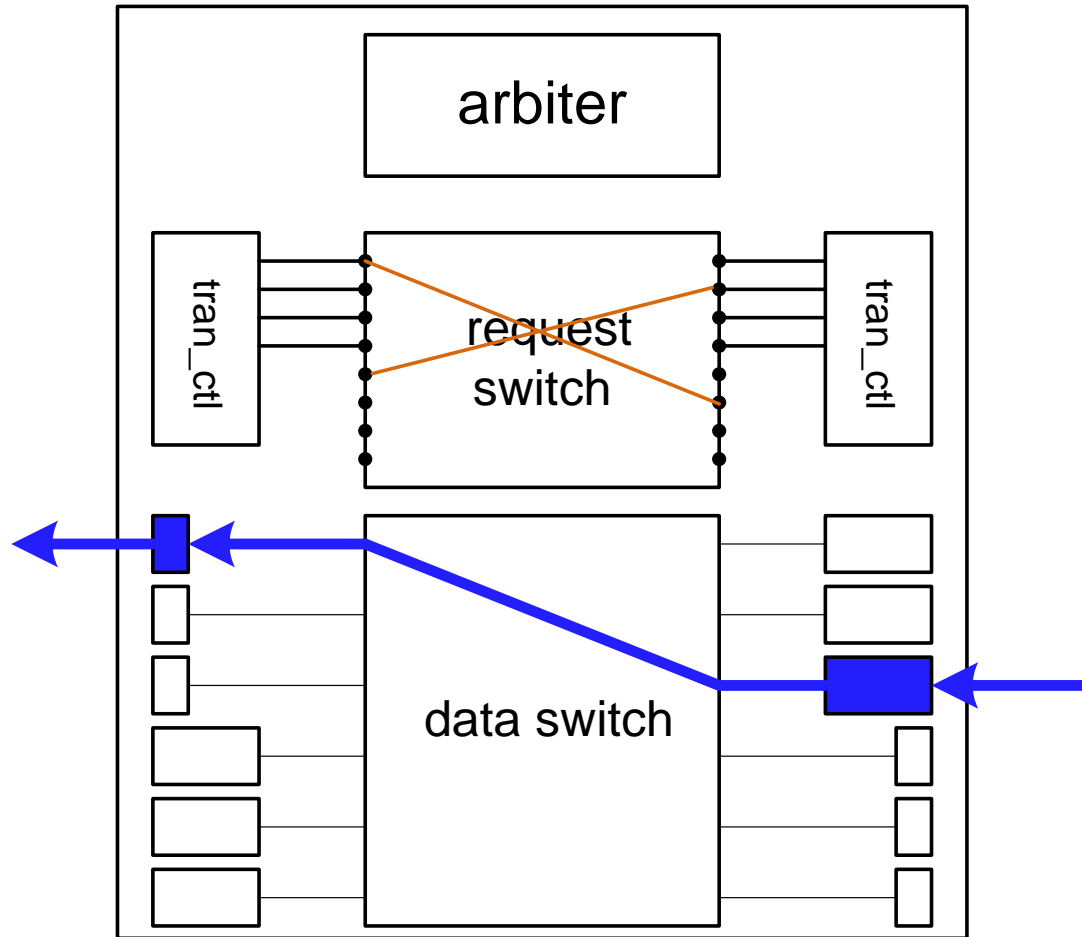 arbiter
tran_ctl
request
switch
tran_ctl
data switch